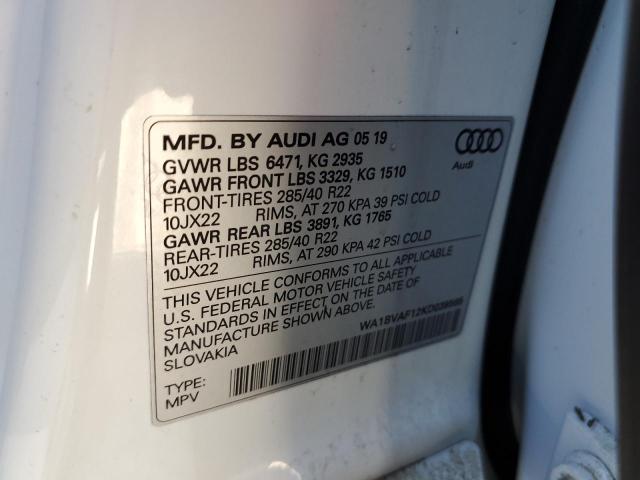 MFD. BY AUDI AG 05 19
GVWR LBS 6471, KG 2935
GAWR FRONT LBS 3329, KG 1510
FRONT-TIRES 285/40 R22
10JX22 RIMS, AT 270 KPA 39 PSI COLD
GAWR REAR LBS 3891, KG 1765
REAR-TIRES 285/40 R22
10JX22 RIMS, AT 290 KPA 42 PSI COLD
Audi
THIS VEHICLE CONFORMS TO ALL APPLICABLE
U.S. FEDERAL MOTOR VEHICLE SAFETY
STANDARDS IN EFFECT ON THE DATE OF
MANUFACTURE SHOWN ABOVE.
SLOVAKIA
TYPE:
MPV